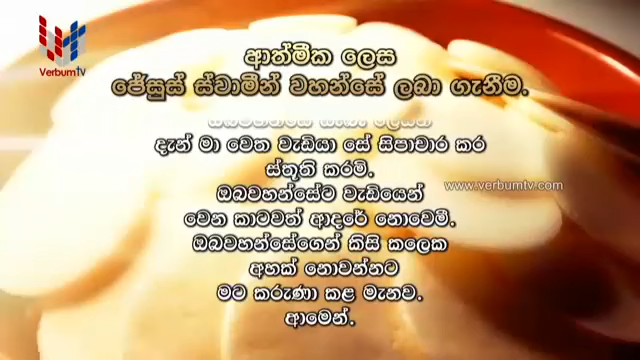 VerbumTV
ආත්මීක ලෙස
ජේසුස් ස්වාමීන් වහන්සේ ලබා ගැනීම.
දැන් මා වෙත වැඩියා සේ සිපාචාර කර
ස්තූති කරමි.
ඔබවහන්සේට වැඩියෙන්
www.verbumtv.com
වෙන කාටවත් ආදරේ නොවෙමි.
ඔබවහන්සේගෙන් කිසි කලෙක
අහක් නොවන්නට
මට කරුණා කළ මැනව.
ආමෙන්.